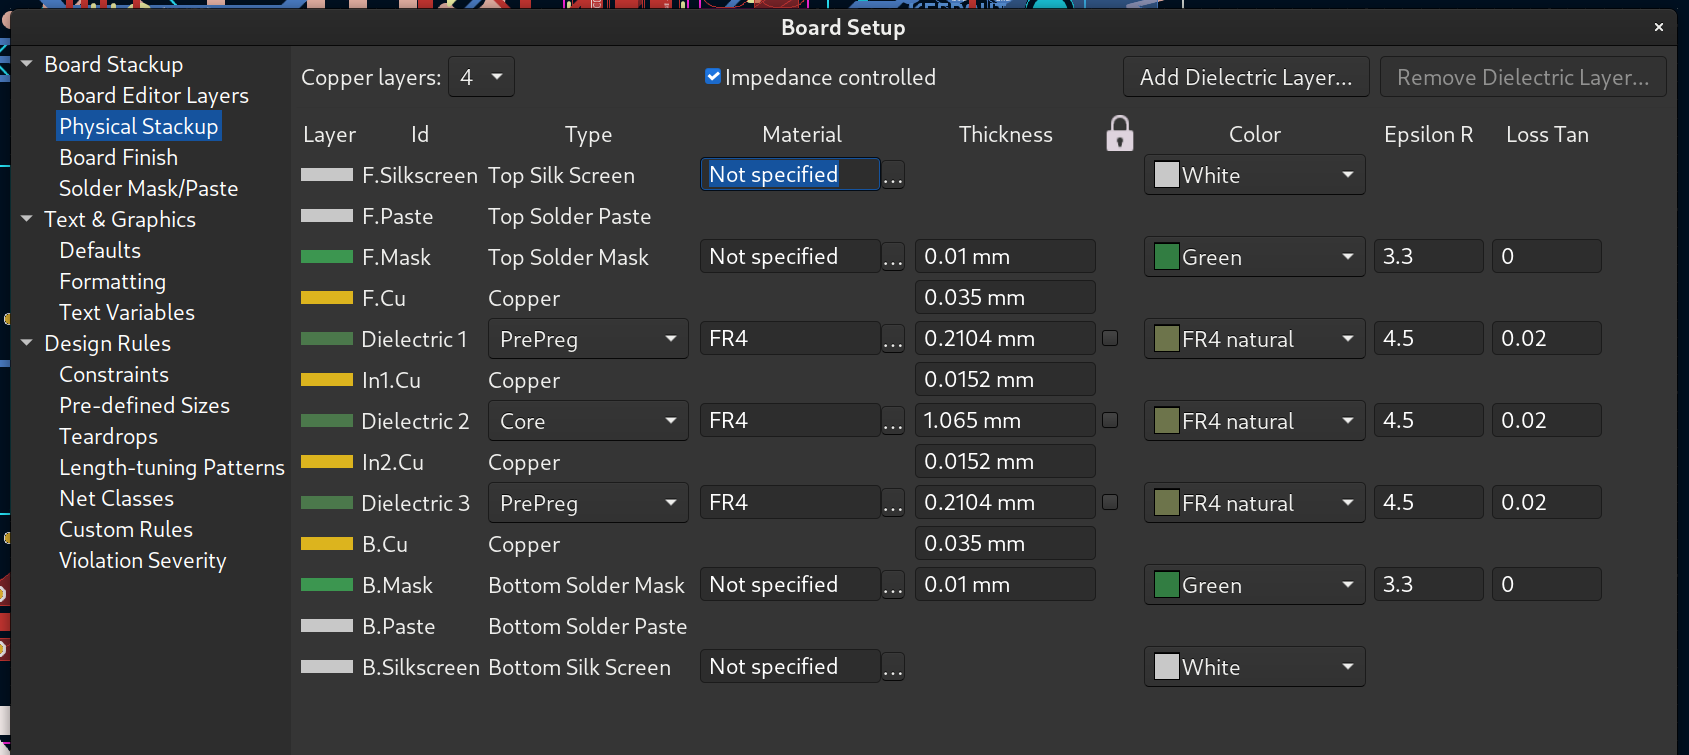 Board Setup
×
Board Stackup
Board Editor Layers
Physical Stackup
Board Finish
Solder Mask/Paste
Text & Graphics
Defaults
Formatting
Text Variables
Design Rules
Constraints
Pre-defined Sizes
Teardrops
Length-tuning Patterns
Net Classes
Custom Rules
Violation Severity
Copper layers: 4 Impedance controlled Add Dielectric Layer... Remove Dielectric Layer...
Layer Id Type Material Thickness Color Epsilon R Loss Tan
F.Silkscreen Top Silk Screen Not specified ... White
F.Paste Top Solder Paste
F.Mask Top Solder Mask Not specified ... 0.01 mm Green 3.3 0
F.Cu Copper 0.035 mm
Dielectric 1 PrePreg FR4 ... 0.2104 mm FR4 natural 4.5 0.02
In1.Cu Copper 0.0152 mm
Dielectric 2 Core FR4 ... 1.065 mm FR4 natural 4.5 0.02
In2.Cu Copper 0.0152 mm
Dielectric 3 PrePreg FR4 ... 0.2104 mm FR4 natural 4.5 0.02
B.Cu Copper 0.035 mm
B.Mask Bottom Solder Mask Not specified ... 0.01 mm Green 3.3 0
B.Paste Bottom Solder Paste
B.Silkscreen Bottom Silk Screen Not specified ... White